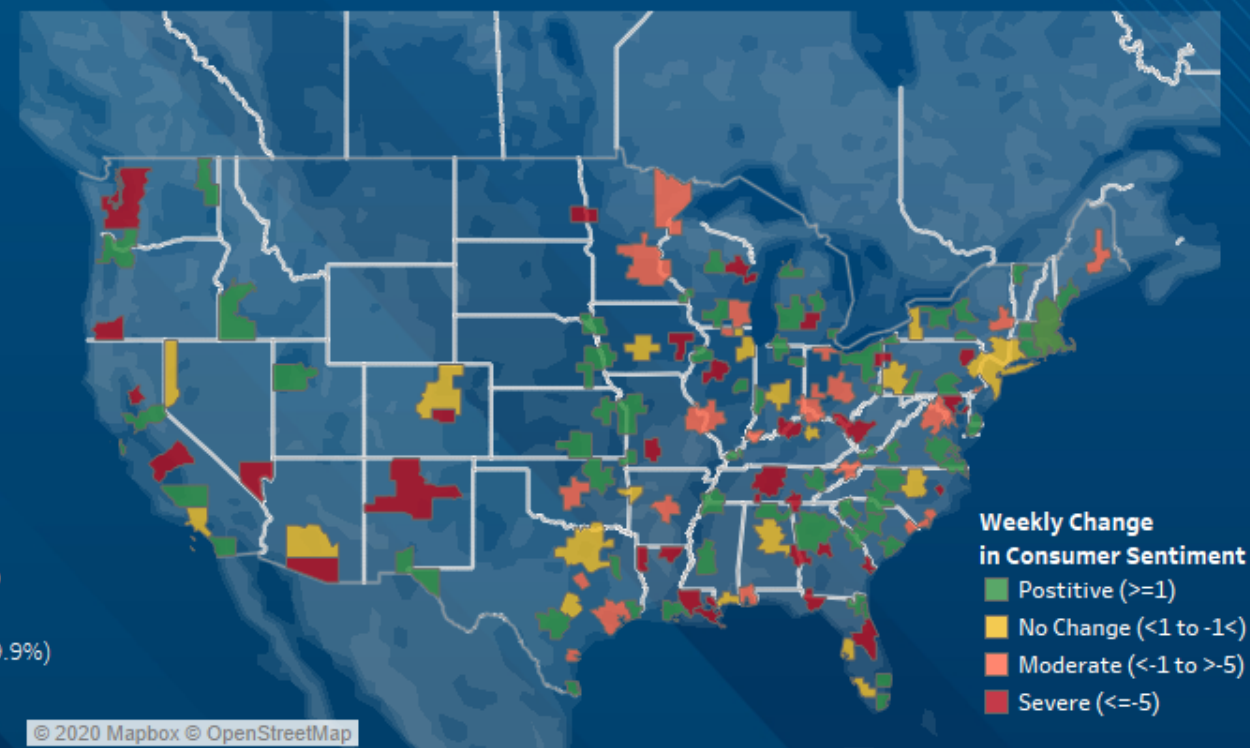 Weekly Change
in Consumer Sentiment
Postitive (>=1)
No Change (<1 to -1<)
Moderate (<-1 to >-5)
Severe (<=-5)
.9%)
© 2020 Mapbox © OpenStreetMap